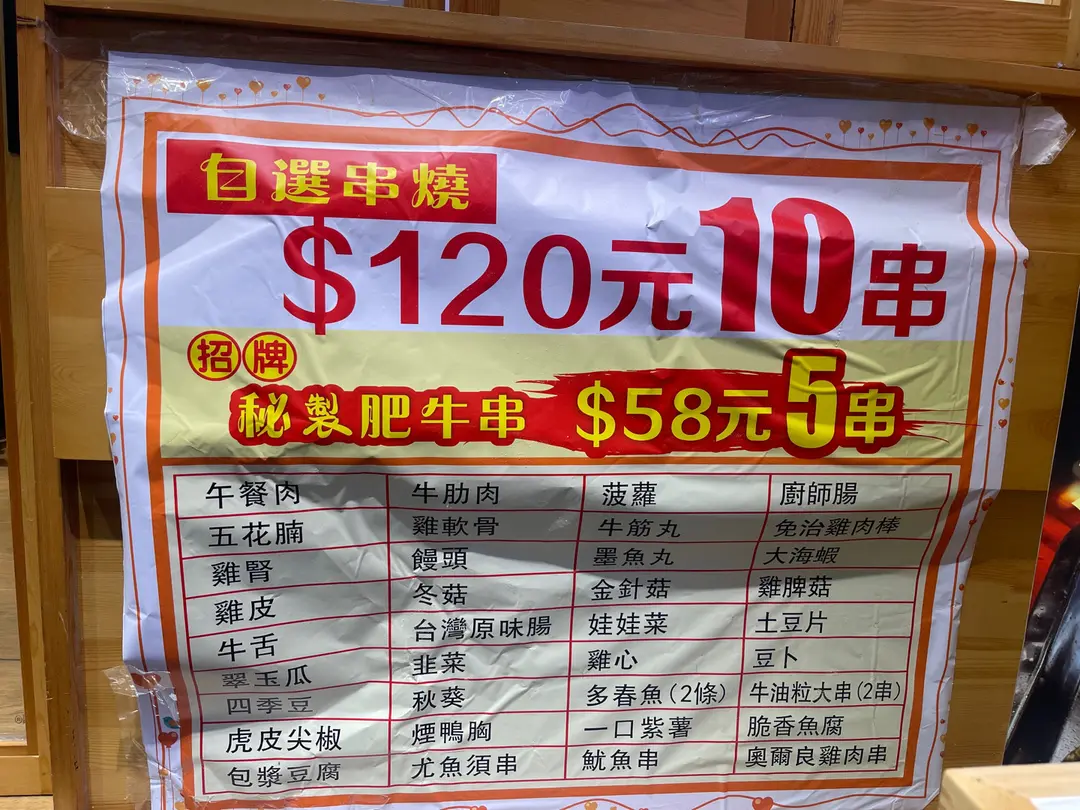 自選串燒
$120元10串
招牌
秘製肥牛串 $58元5串
午餐肉 牛肋肉 菠蘿 廚師腸
五花腩 雞軟骨 牛筋丸 免治雞肉棒
雞腎 饅頭 墨魚丸 大海蝦
雞皮 冬菇 金針菇 雞脾菇
牛舌 台灣原味腸 娃娃菜 土豆片
翠玉瓜 韭菜 雞心 豆卜
四季豆 秋葵 多春魚(2條) 牛油粒大串(2串)
虎皮尖椒 煙鴨胸 一口紫薯 脆香魚腐
包漿豆腐 尤魚須串 魷魚串 奧爾良雞肉串